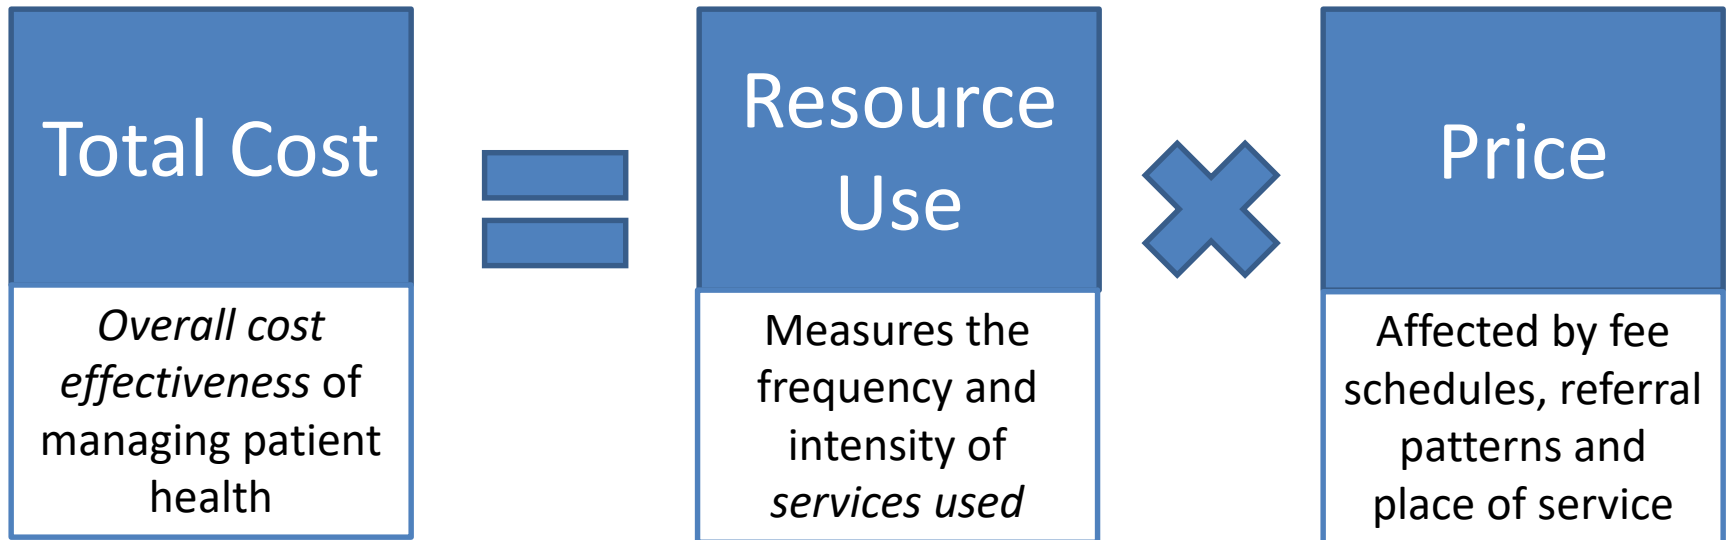 Total Cost
Overall cost
effectiveness of
managing patient
health
Resource
Use
Measures the
frequency and
intensity of
services used
Price
Affected by fee
schedules, referral
patterns and
place of service